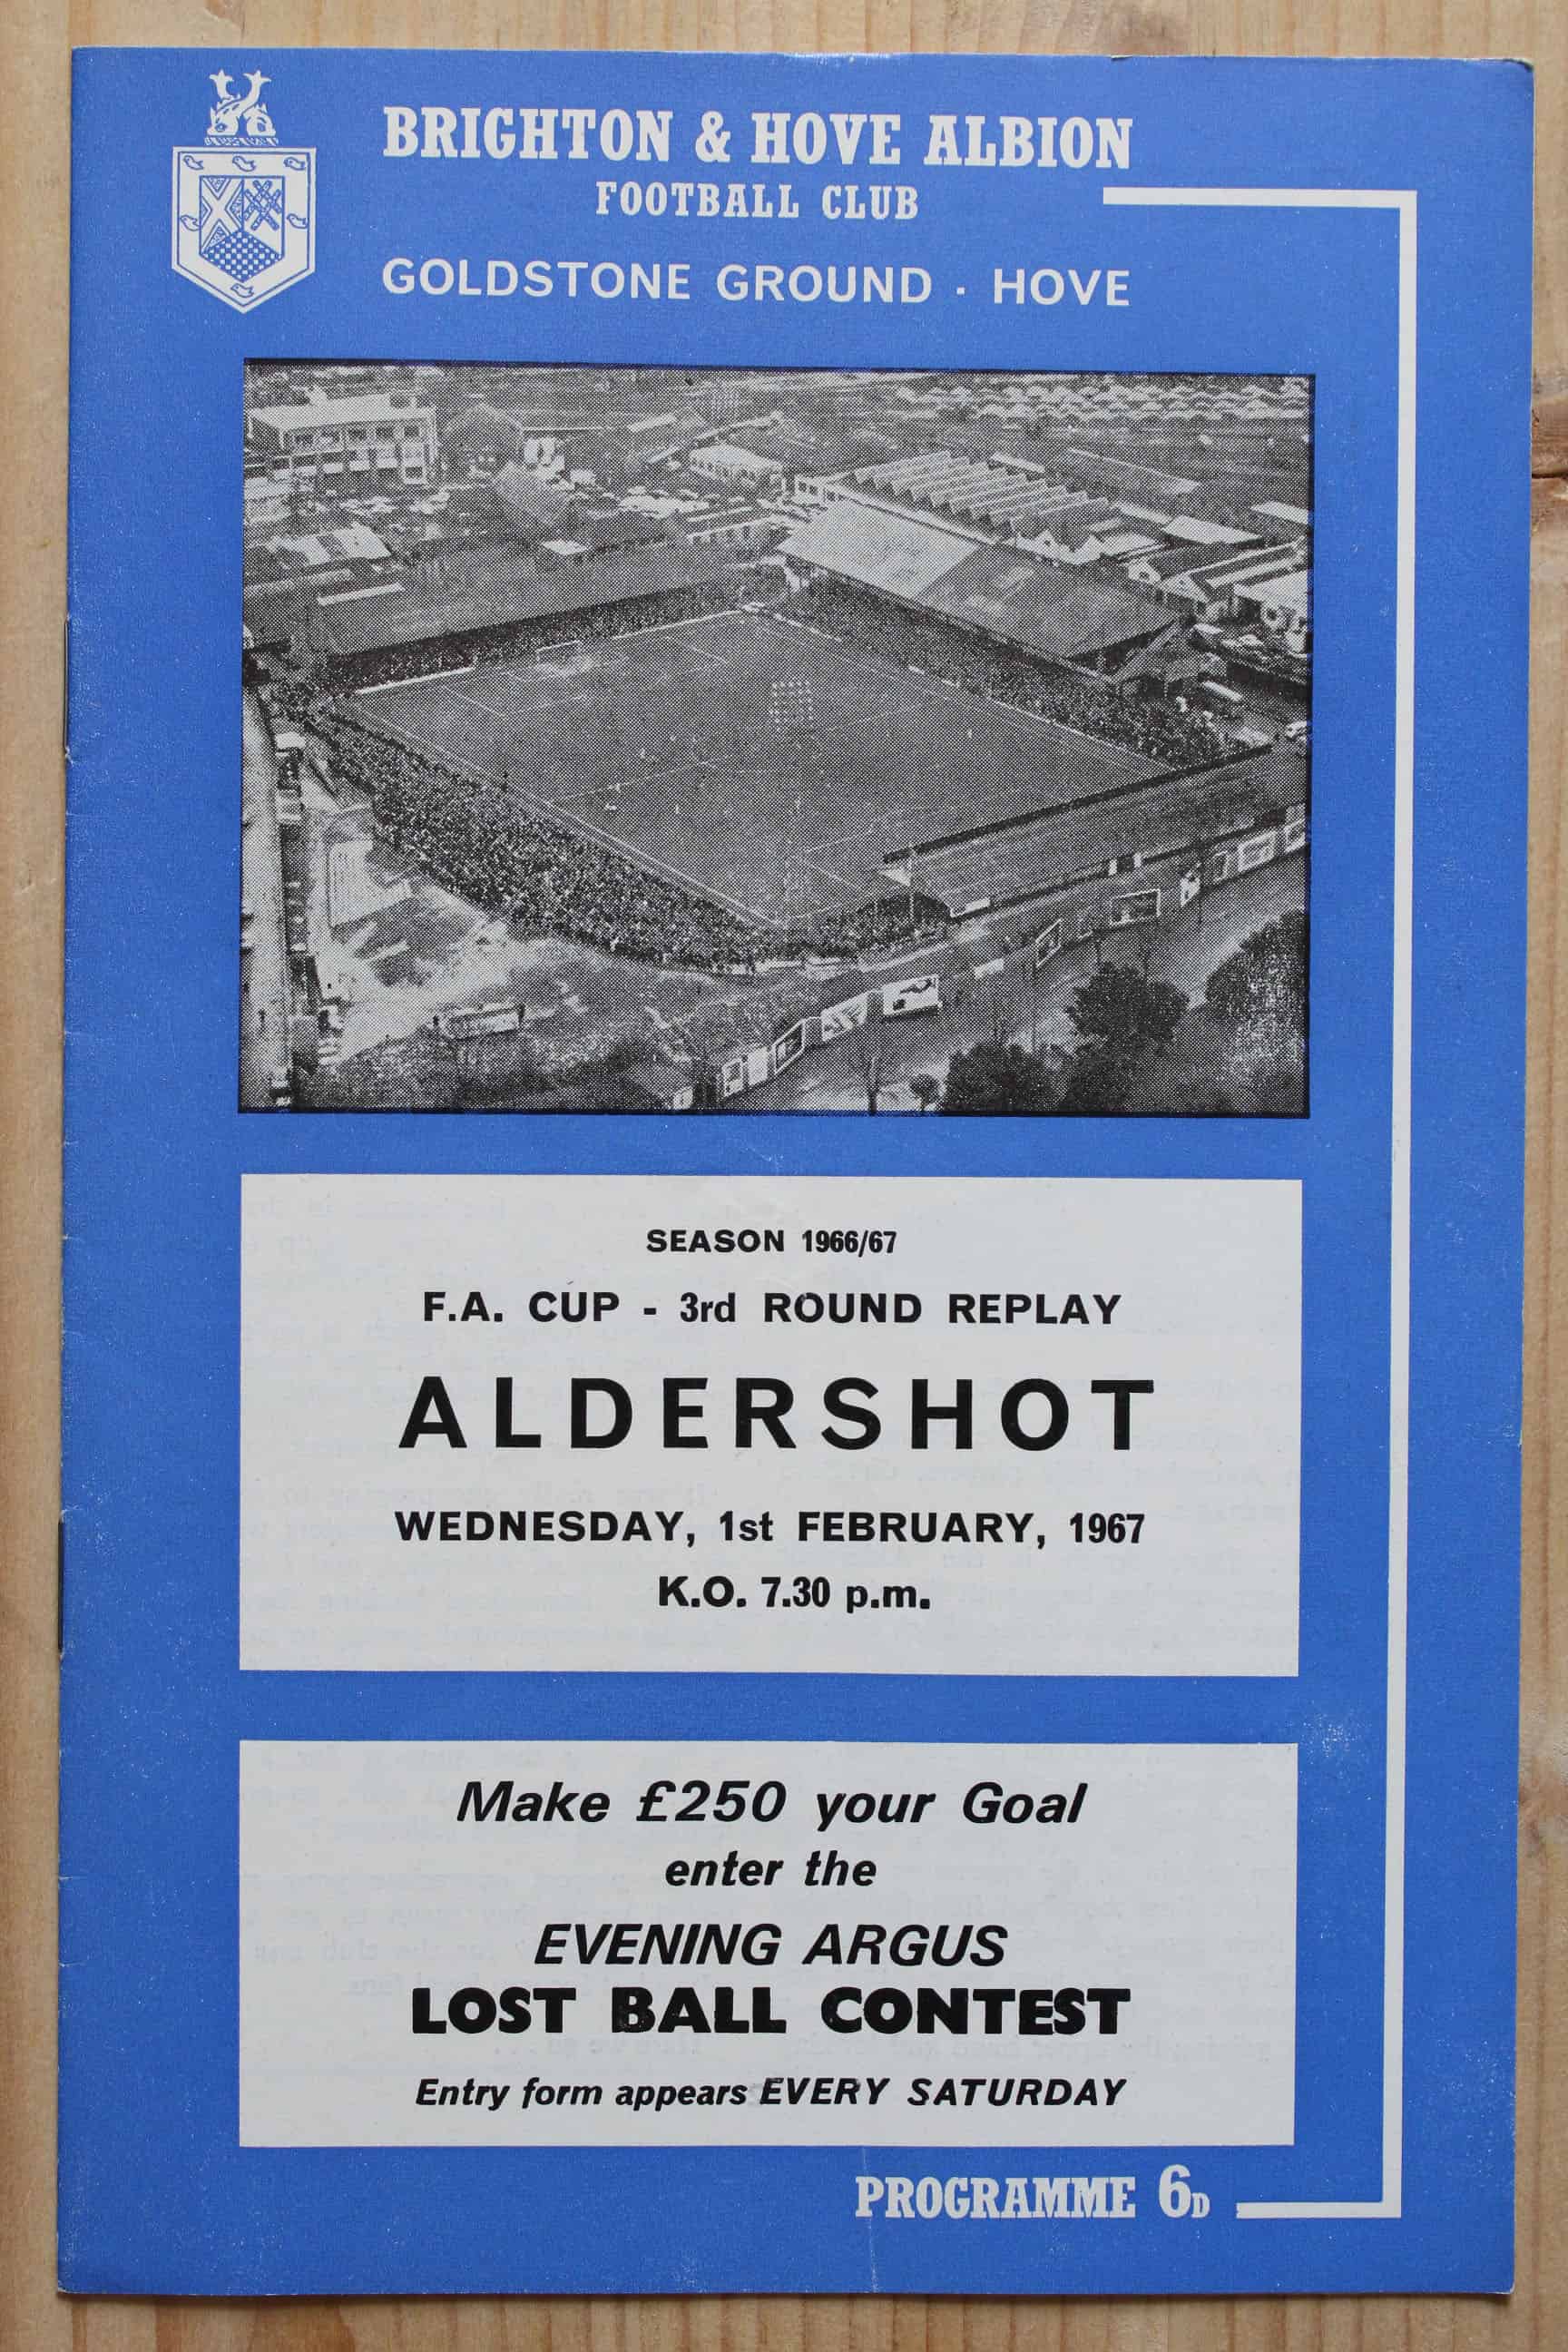 BRIGHTON & HOVE ALBION
FOOTBALL CLUB
GOLDSTONE GROUND · HOVE
SEASON 1966/67
F.A. CUP - 3rd ROUND REPLAY
ALDERSHOT
WEDNESDAY, 1st FEBRUARY, 1967
K.O. 7.30 p.m.
Make £250 your Goal
enter the
EVENING ARGUS
LOST BALL CONTEST
Entry form appears EVERY SATURDAY
PROGRAMME 6D